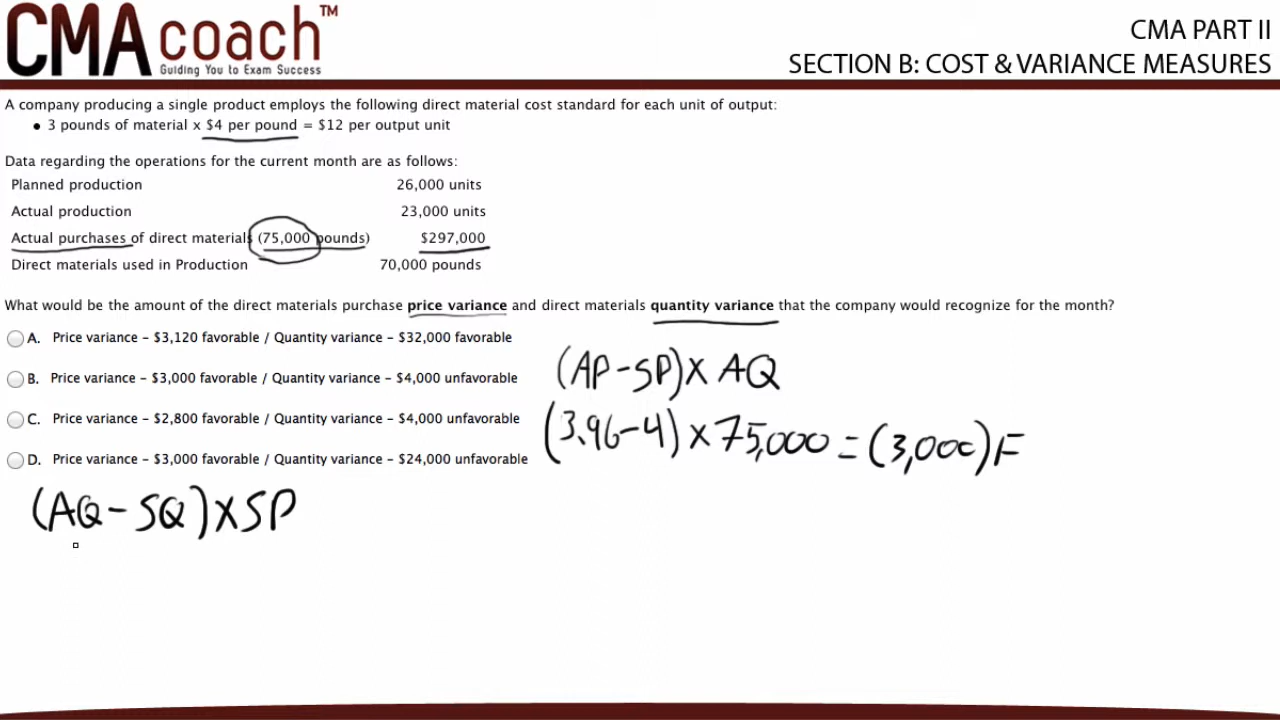 CMA coach™
Guiding You to Exam Success
CMA PART II
SECTION B: COST & VARIANCE MEASURES
A company producing a single product employs the following direct material cost standard for each unit of output:
• 3 pounds of material x $4 per pound = $12 per output unit
Data regarding the operations for the current month are as follows:
Planned production 26,000 units
Actual production 23,000 units
Actual purchases of direct materials (75,000 pounds) $297,000
Direct materials used in Production 70,000 pounds
What would be the amount of the direct materials purchase price variance and direct materials quantity variance that the company would recognize for the month?
A. Price variance – $3,120 favorable / Quantity variance – $32,000 favorable
B. Price variance – $3,000 favorable / Quantity variance – $4,000 unfavorable
C. Price variance – $2,800 favorable / Quantity variance – $4,000 unfavorable
D. Price variance – $3,000 favorable / Quantity variance – $24,000 unfavorable
(AP-SP)X AQ
(3.96-4) x 75,000 = (3,000) F
(AQ- SQ)XSP